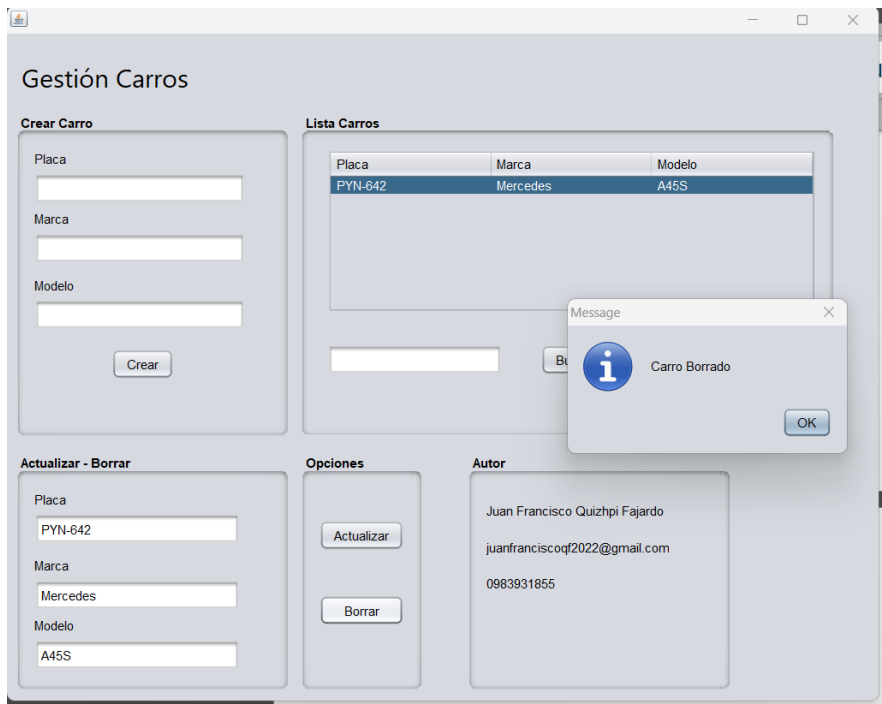 Gestión Carros
Crear Carro
Placa
Marca
Modelo
Crear
Lista Carros
Placa Marca Modelo
PYN-642 Mercedes A45S
Message
Carro Borrado
OK
Actualizar - Borrar
Placa
PYN-642
Marca
Mercedes
Modelo
A45S
Opciones
Actualizar
Borrar
Autor
Juan Francisco Quizhpi Fajardo
juanfranciscoqf2022@gmail.com
0983931855